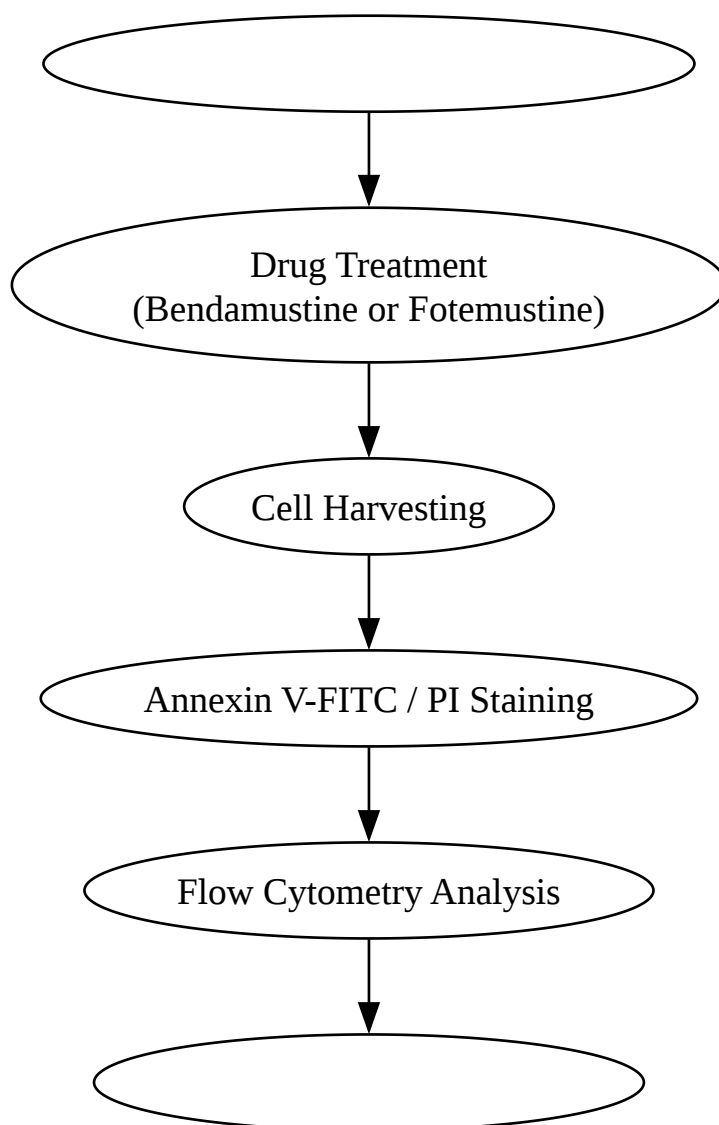 Drug Treatment
(Bendamustine or Fotemustine)
Cell Harvesting
Annexin V-FITC / PI Staining
Flow Cytometry Analysis